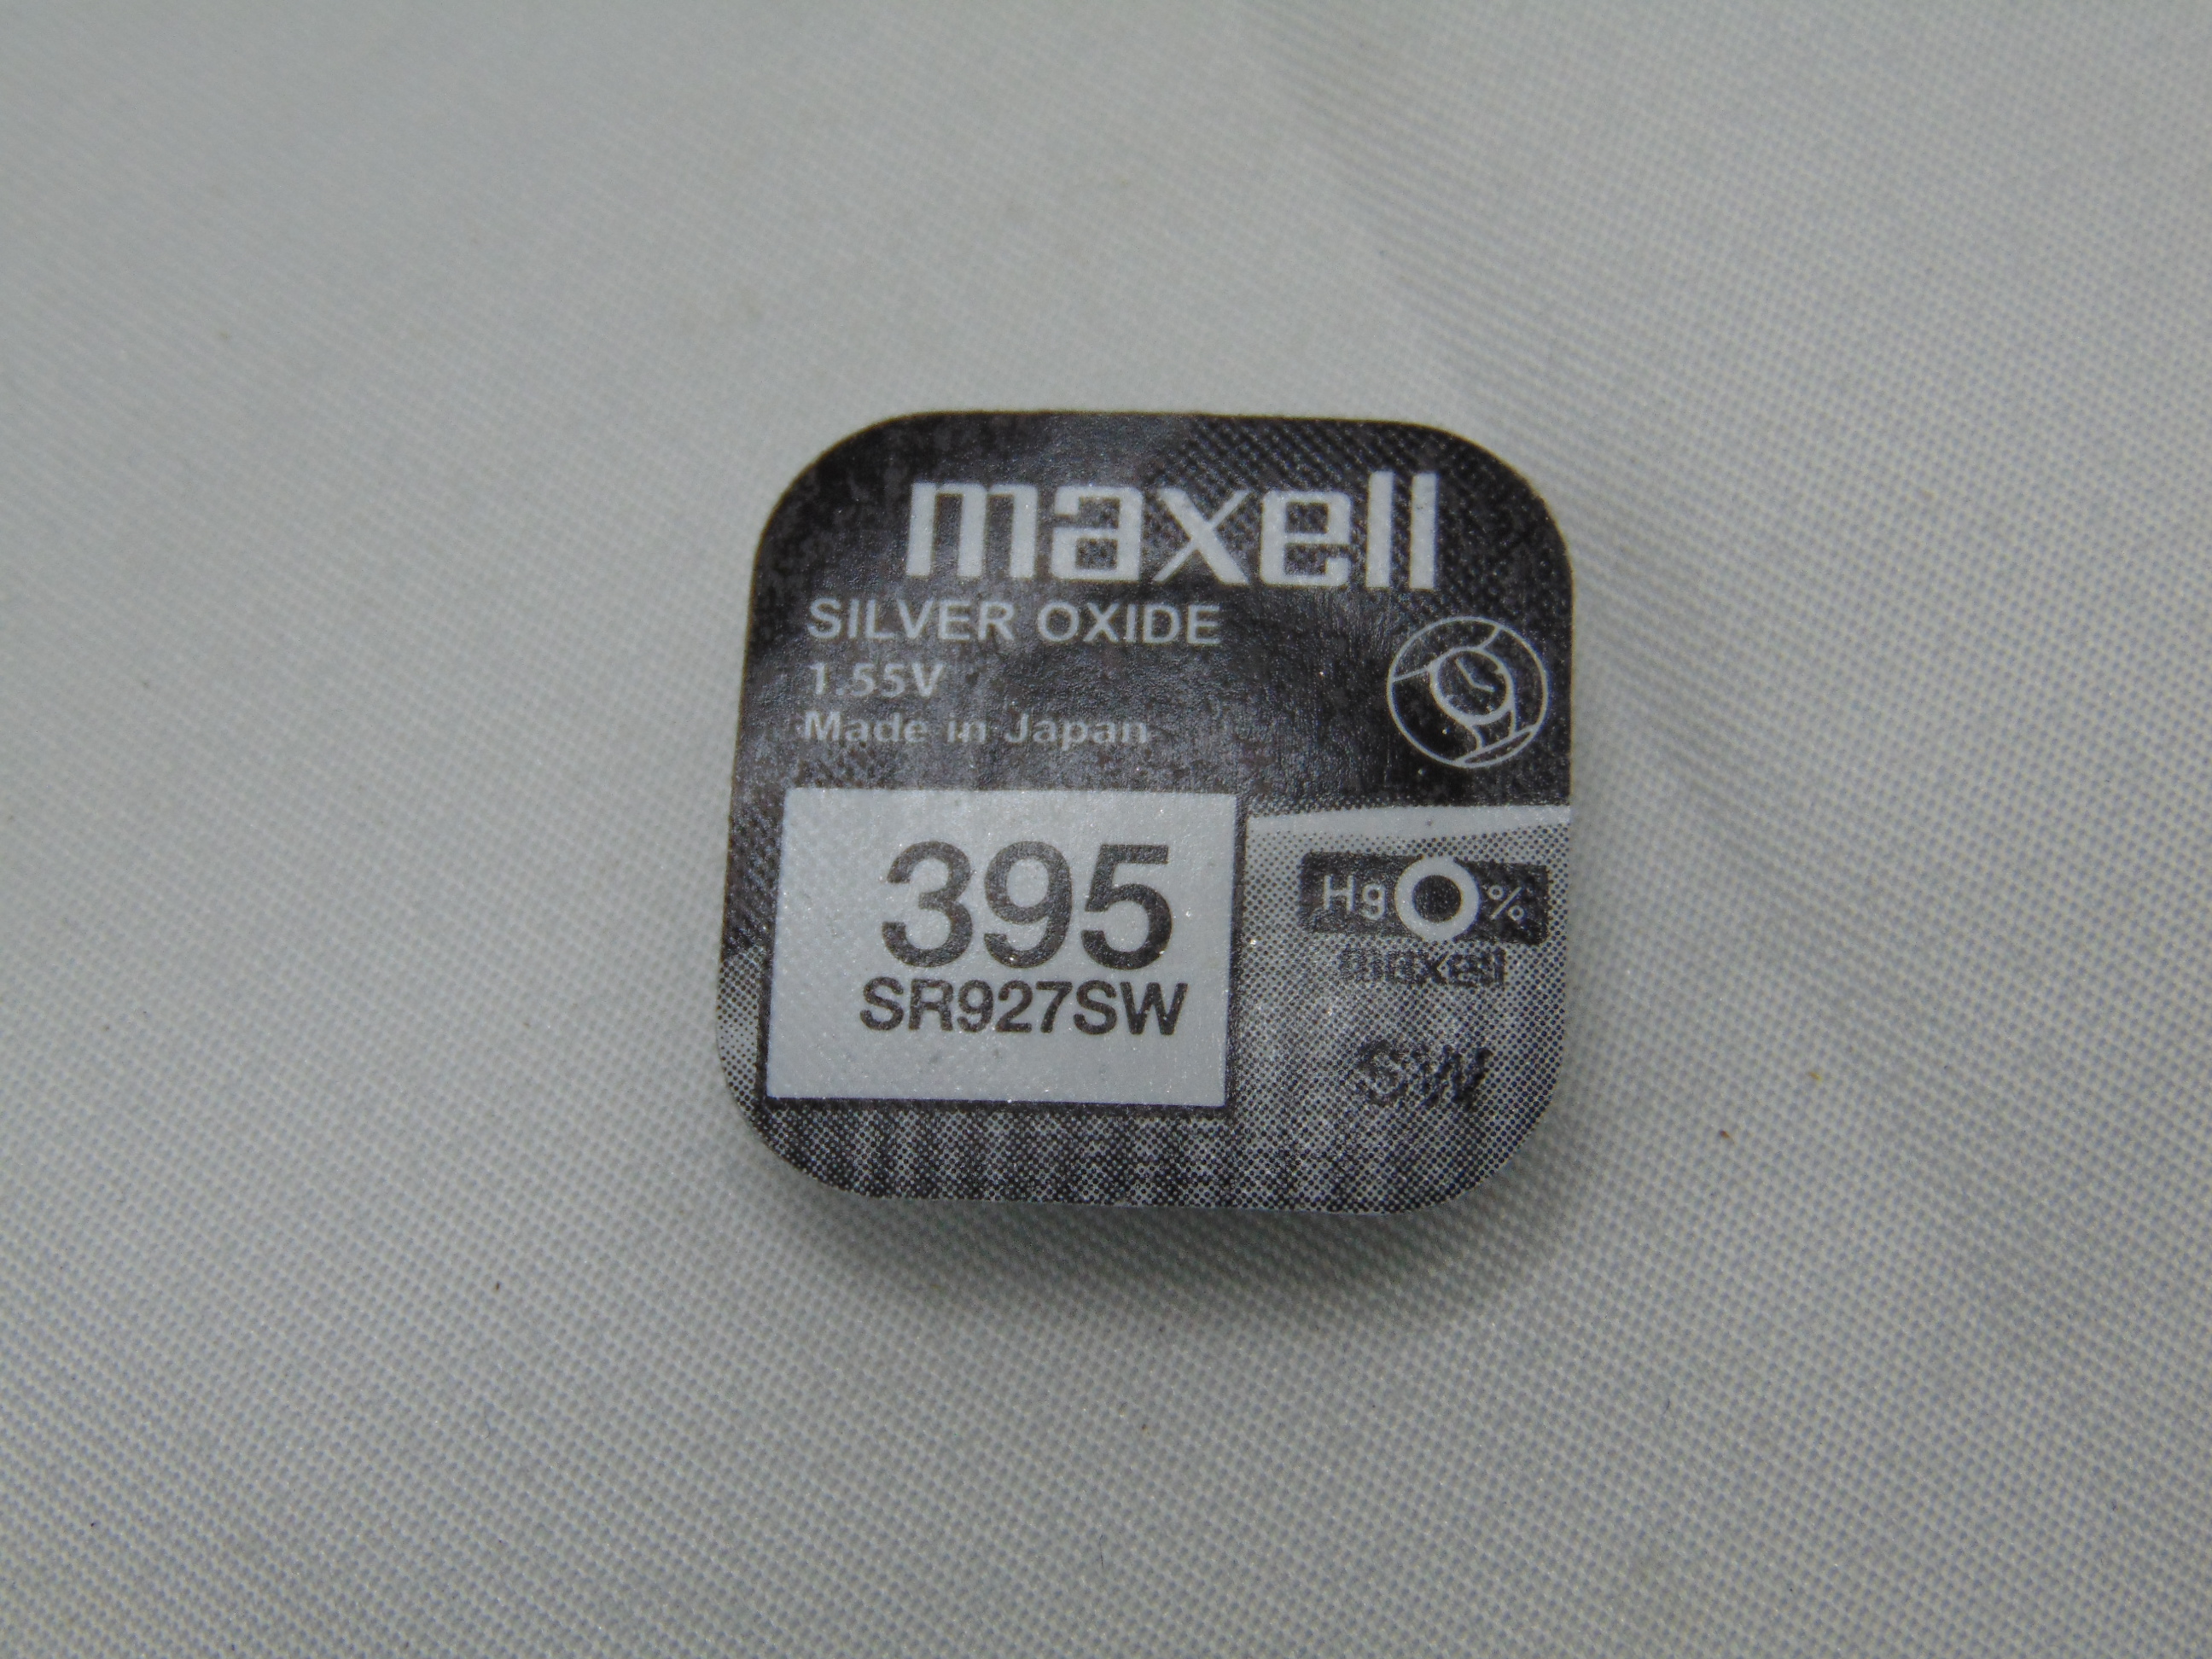 maxell
SILVER OXIDE
1.55V
Made in Japan
395
SR927SW
Hg 0%
maxell
SW